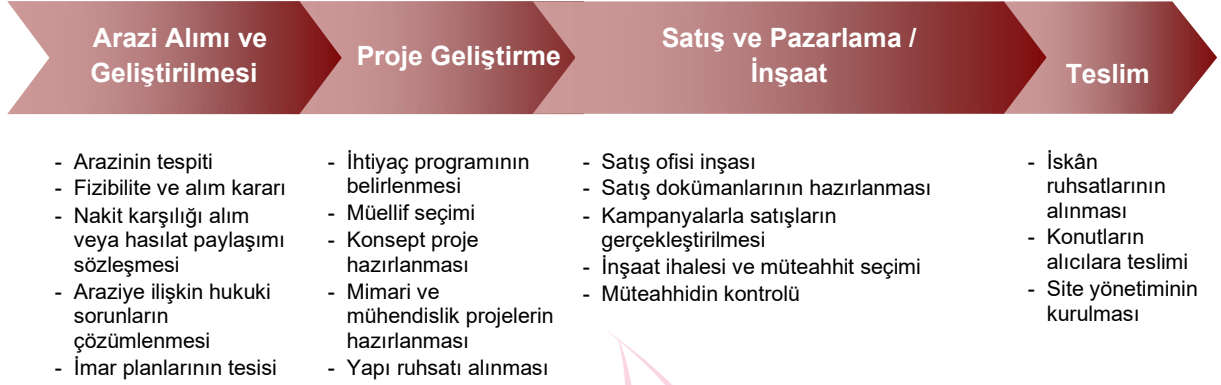 Arazi Alımı ve
Geliştirilmesi
Proje Geliştirme
Satış ve Pazarlama /
İnşaat
Teslim
- Arazinin tespiti
- Fizibilite ve alım kararı
- Nakit karşılığı alım
veya hasılat paylaşımı
sözleşmesi
- Araziye ilişkin hukuki
sorunların
çözümlenmesi
- İmar planlarının tesisi
- İhtiyaç programının
belirlenmesi
- Müellif seçimi
- Konsept proje
hazırlanması
- Mimari ve
mühendislik projelerin
hazırlanması
- Yapı ruhsatı alınması
- Satış ofisi inşası
- Satış dokümanlarının hazırlanması
- Kampanyalarla satışların
gerçekleştirilmesi
- İnşaat ihalesi ve müteahhit seçimi
- Müteahhidin kontrolü
- İskân
ruhsatlarının
alınması
- Konutların
alıcılara teslimi
- Site yönetiminin
kurulması